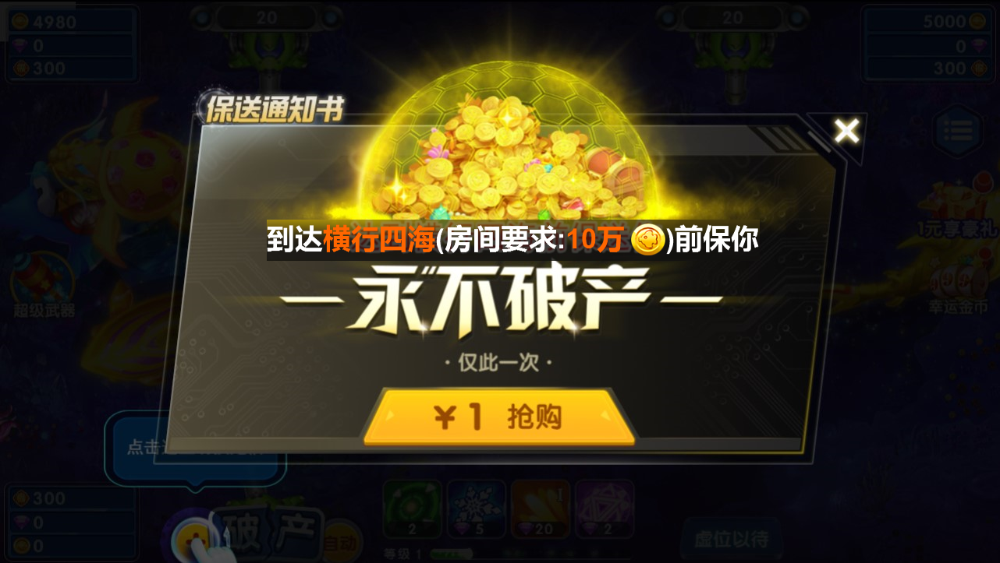 4980
0
300
20
20
5000
0
300
保送通知书
到达横行四海(房间要求:10万)前保你
永不破产
·仅此一次·
¥1 抢购
超级武器
1元享豪礼
幸运金币
点击
300
0
0
破产
自动
2
5
20
2
等级 1
虚位以待